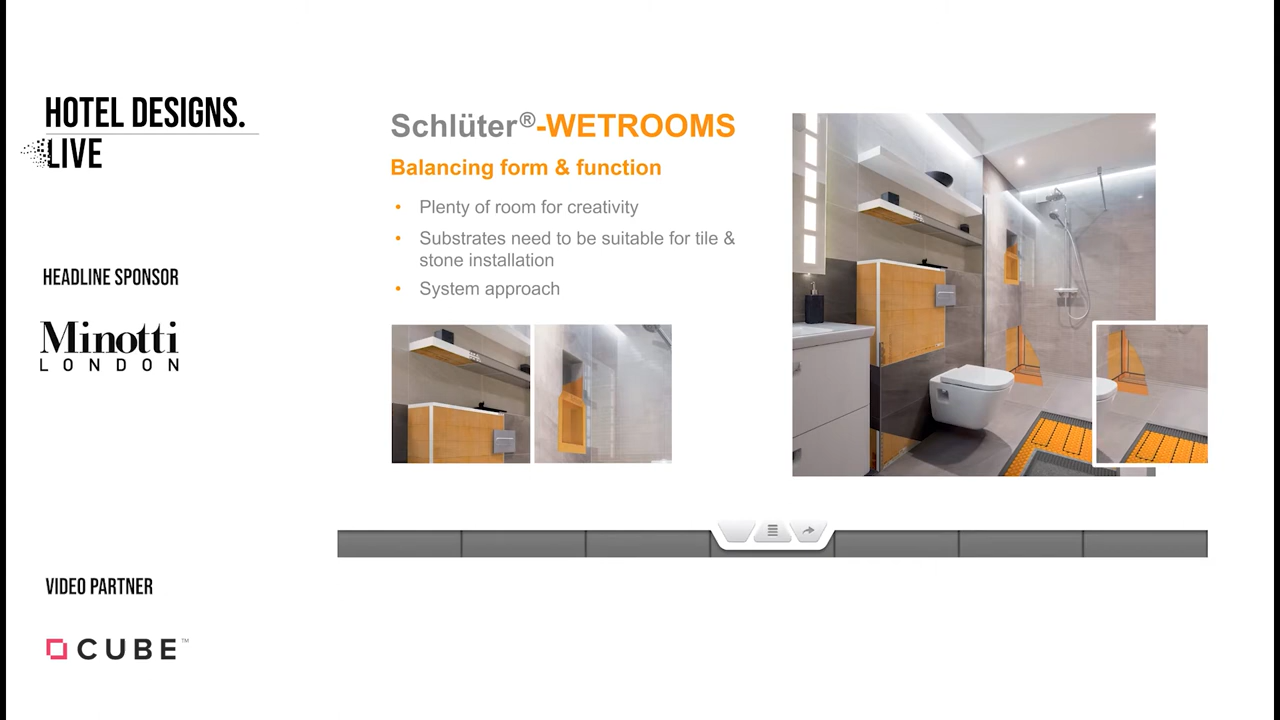 HOTEL DESIGNS.
LIVE
HEADLINE SPONSOR
Minotti
LONDON
VIDEO PARTNER
CUBE™
Schlüter®-WETROOMS
Balancing form & function
• Plenty of room for creativity
• Substrates need to be suitable for tile &
stone installation
• System approach